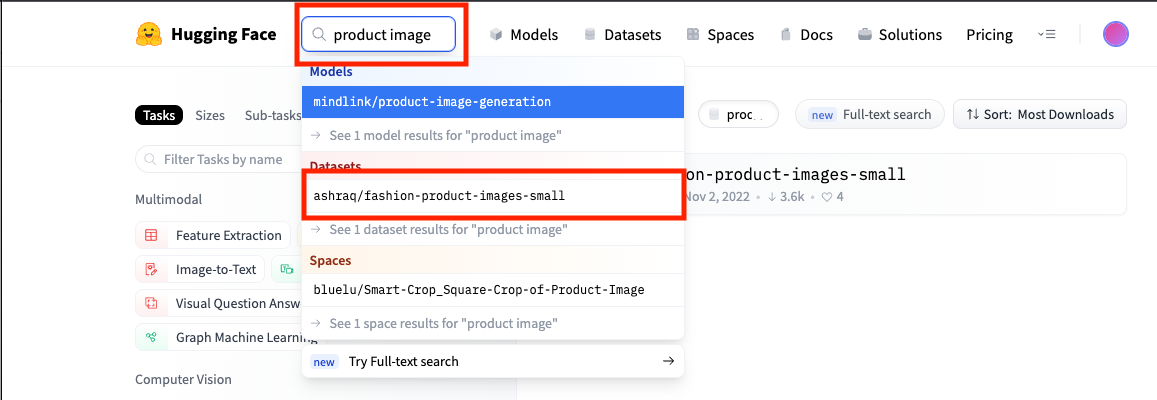 Hugging Face
product image
Models
Datasets
Spaces
Docs
Solutions
Pricing
Models
mindlink/product-image-generation
→ See 1 model results for "product image"
Datasets
ashraq/fashion-product-images-small
→ See 1 dataset results for "product image"
Spaces
bluelu/Smart-Crop_Square-Crop-of-Product-Image
→ See 1 space results for "product image"
new Try Full-text search →
Tasks Sizes Sub-tasks
Filter Tasks by name
Multimodal
Feature Extraction
Image-to-Text
Visual Question Answ
Graph Machine Learning
Computer Vision
proc..
new Full-text search
Sort: Most Downloads
on-product-images-small
Nov 2, 2022 • 3.6k • 4